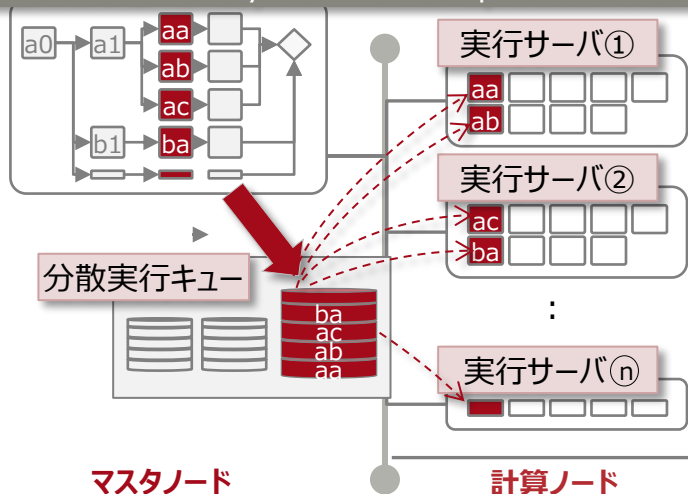 a0
a1
aa
ab
ac
b1
ba
実行サーバ①
aa
ab
実行サーバ②
ac
ba
:
実行サーバⓝ
分散実行キュー
ba
ac
ab
aa
マスタノード
計算ノード